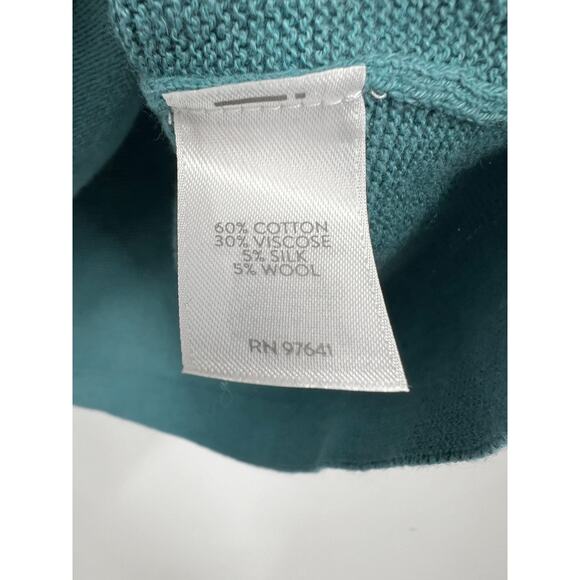 60% COTTON
30% VISCOSE
5% SILK
5% WOOL
RN 97641